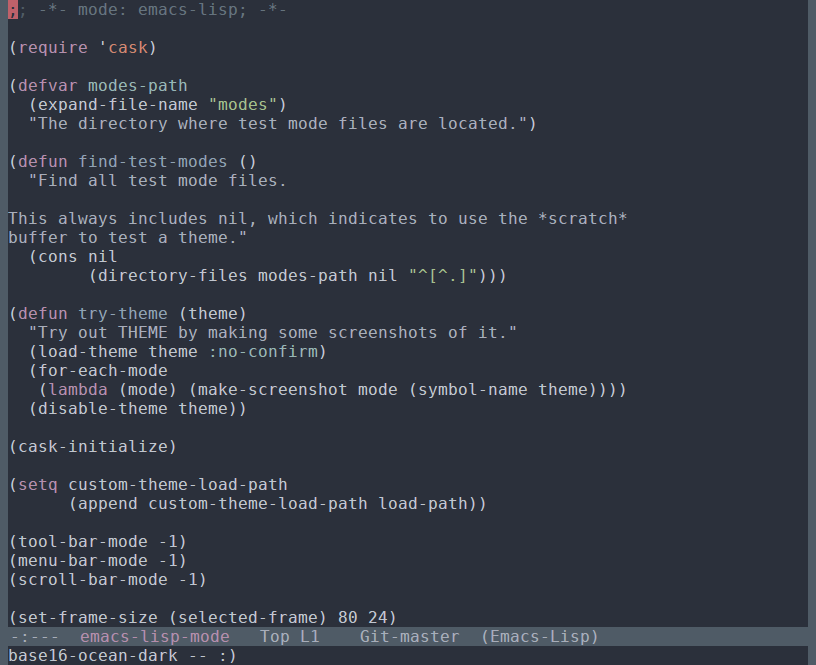 ;; -*- mode: emacs-lisp; -*-

(require 'cask)

(defvar modes-path
  (expand-file-name "modes")
  "The directory where test mode files are located.")

(defun find-test-modes ()
  "Find all test mode files.

This always includes nil, which indicates to use the *scratch*
buffer to test a theme."
  (cons nil
        (directory-files modes-path nil "^[^.]")))

(defun try-theme (theme)
  "Try out THEME by making some screenshots of it."
  (load-theme theme :no-confirm)
  (for-each-mode
   (lambda (mode) (make-screenshot mode (symbol-name theme))))
  (disable-theme theme))

(cask-initialize)

(setq custom-theme-load-path
      (append custom-theme-load-path load-path))

(tool-bar-mode -1)
(menu-bar-mode -1)
(scroll-bar-mode -1)

(set-frame-size (selected-frame) 80 24)
-:---  emacs-lisp-mode   Top L1    Git-master  (Emacs-Lisp)
base16-ocean-dark -- :)